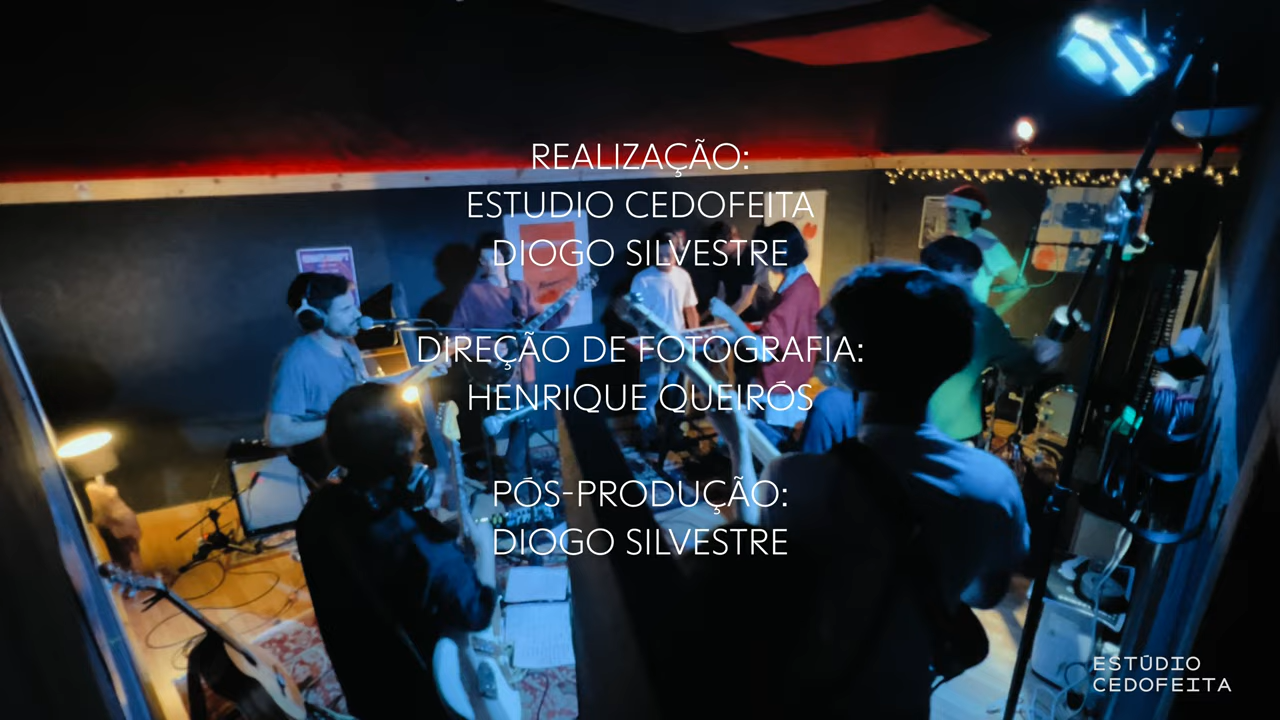 REALIZAÇÃO:
ESTUDIO CEDOFEITA
DIOGO SILVESTRE
DIREÇÃO DE FOTOGRAFIA:
HENRIQUE QUEIRÓS
PÓS-PRODUÇÃO:
DIOGO SILVESTRE
ESTÚDIO
CEDOFEITA